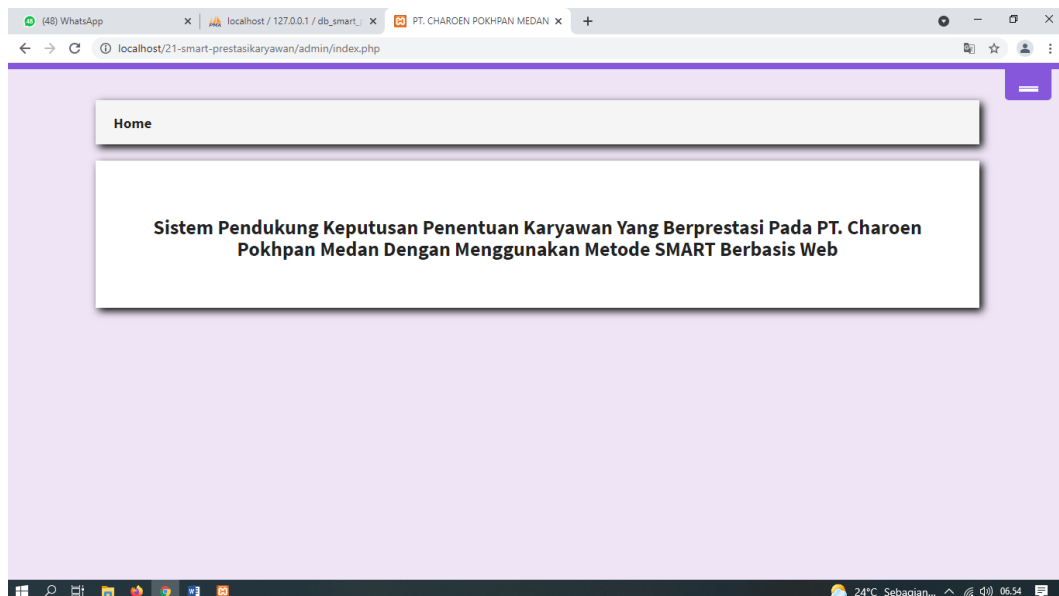 (48) WhatsApp
localhost / 127.0.0.1 / db_smart_
PT. CHAROEN POKHPAN MEDAN
localhost/21-smart-prestasikaryawan/admin/index.php
Home
Sistem Pendukung Keputusan Penentuan Karyawan Yang Berprestasi Pada PT. Charoen
Pokhpan Medan Dengan Menggunakan Metode SMART Berbasis Web
24°C Sebagian... 06.54